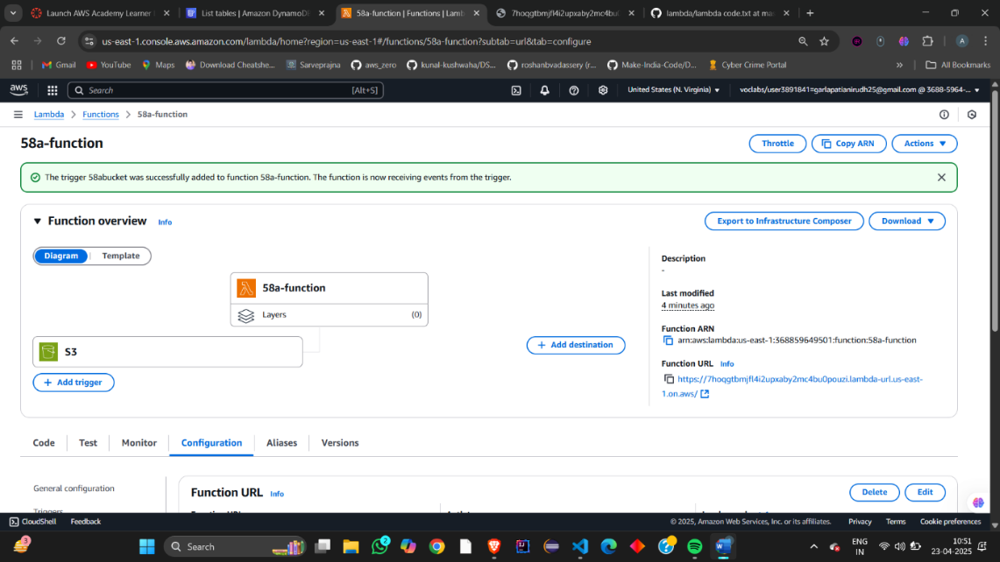 Launch AWS Academy Learner
List tables | Amazon DynamoDB
58a-function | Functions | Lamb
7hoqgtbmjfl4i2upxaby2mc4bu
lambda/lambda code.txt at ma
us-east-1.console.aws.amazon.com/lambda/home?region=us-east-1#/functions/58a-function?subtab=url&tab=configure
A
Gmail
YouTube
Maps
Download Cheatshe...
Sarveprajna
aws_zero
kunal-kushwaha/DS...
roshanbvadassery (r...
Make-India-Code/D...
Cyber Crime Portal
All Bookmarks
aws
Search
[Alt+S]
United States (N. Virginia)
voclabs/user3891841=garlapatianirudh25@gmail.com @ 3688-5964-...
Lambda
Functions
58a-function
58a-function
Throttle
Copy ARN
Actions
The trigger 58abucket was successfully added to function 58a-function. The function is now receiving events from the trigger.
Function overview Info
Export to Infrastructure Composer
Download
Diagram
Template
58a-function
Layers (0)
S3
Add trigger
Add destination
Description
-
Last modified
4 minutes ago
Function ARN
arn:aws:lambda:us-east-1:368859649501:function:58a-function
Function URL Info
https://7hoqgtbmjfl4i2upxaby2mc4bu0pouzi.lambda-url.us-east-
1.on.aws/
Code
Test
Monitor
Configuration
Aliases
Versions
General configuration
Triggers
Function URL Info
Delete
Edit
CloudShell
Feedback
© 2025, Amazon Web Services, Inc. or its affiliates.
Privacy
Terms
Cookie preferences
3
Search
2
ENG
IN
10:51
23-04-2025